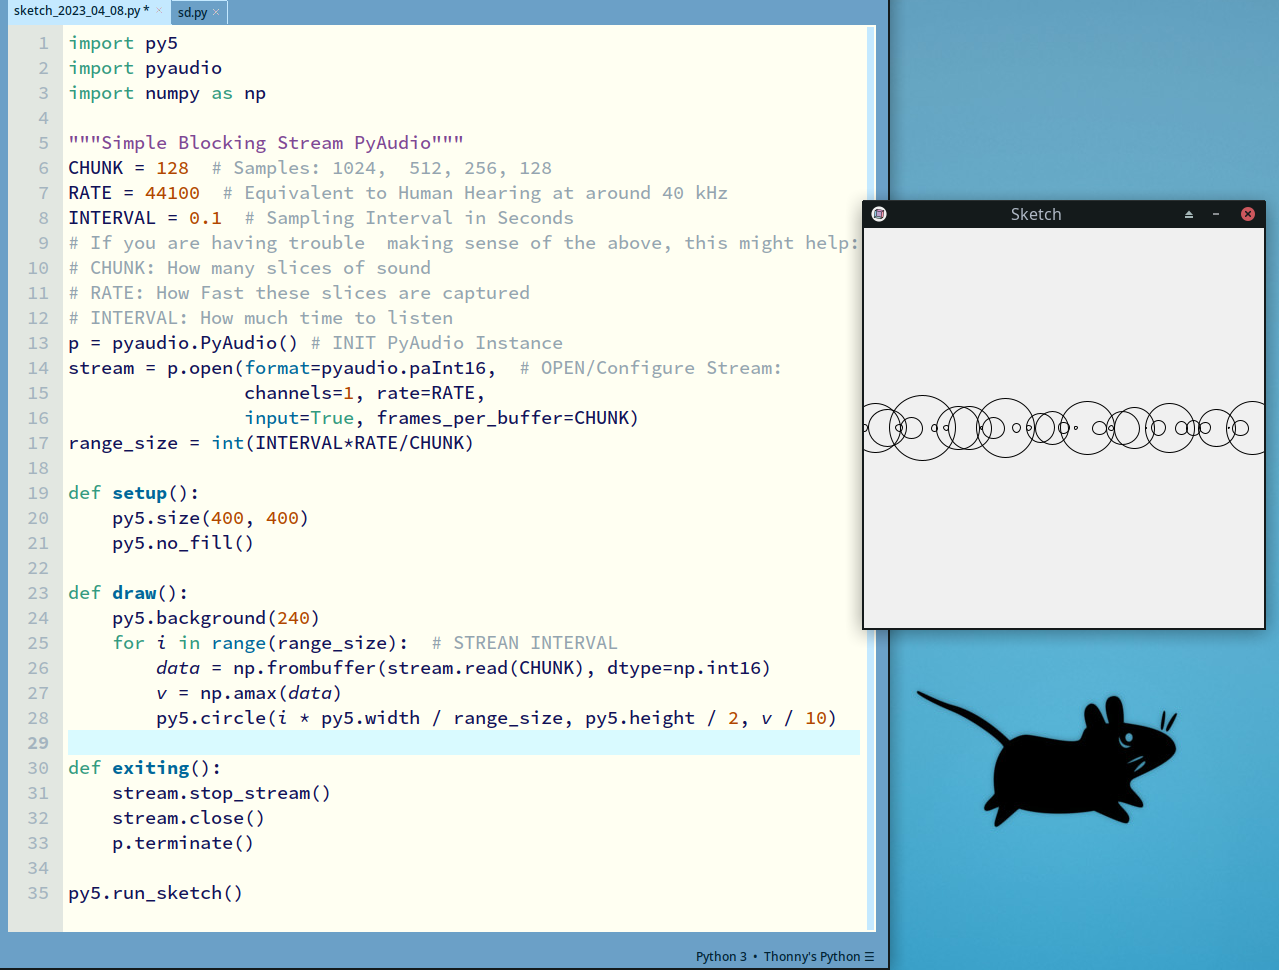 sketch_2023_04_08.py * ×
sd.py ×
1 import py5
2 import pyaudio
3 import numpy as np
4
5 """Simple Blocking Stream PyAudio"""
6 CHUNK = 128  # Samples: 1024,  512, 256, 128
7 RATE = 44100  # Equivalent to Human Hearing at around 40 kHz
8 INTERVAL = 0.1  # Sampling Interval in Seconds
9 # If you are having trouble  making sense of the above, this might help:
10 # CHUNK: How many slices of sound
11 # RATE: How Fast these slices are captured
12 # INTERVAL: How much time to listen
13 p = pyaudio.PyAudio() # INIT PyAudio Instance
14 stream = p.open(format=pyaudio.paInt16,  # OPEN/Configure Stream:
15                 channels=1, rate=RATE,
16                 input=True, frames_per_buffer=CHUNK)
17 range_size = int(INTERVAL*RATE/CHUNK)
18
19 def setup():
20     py5.size(400, 400)
21     py5.no_fill()
22
23 def draw():
24     py5.background(240)
25     for i in range(range_size):  # STREAN INTERVAL
26         data = np.frombuffer(stream.read(CHUNK), dtype=np.int16)
27         v = np.amax(data)
28         py5.circle(i * py5.width / range_size, py5.height / 2, v / 10)
29
30 def exiting():
31     stream.stop_stream()
32     stream.close()
33     p.terminate()
34
35 py5.run_sketch()
Sketch
Python 3 • Thonny's Python ☰